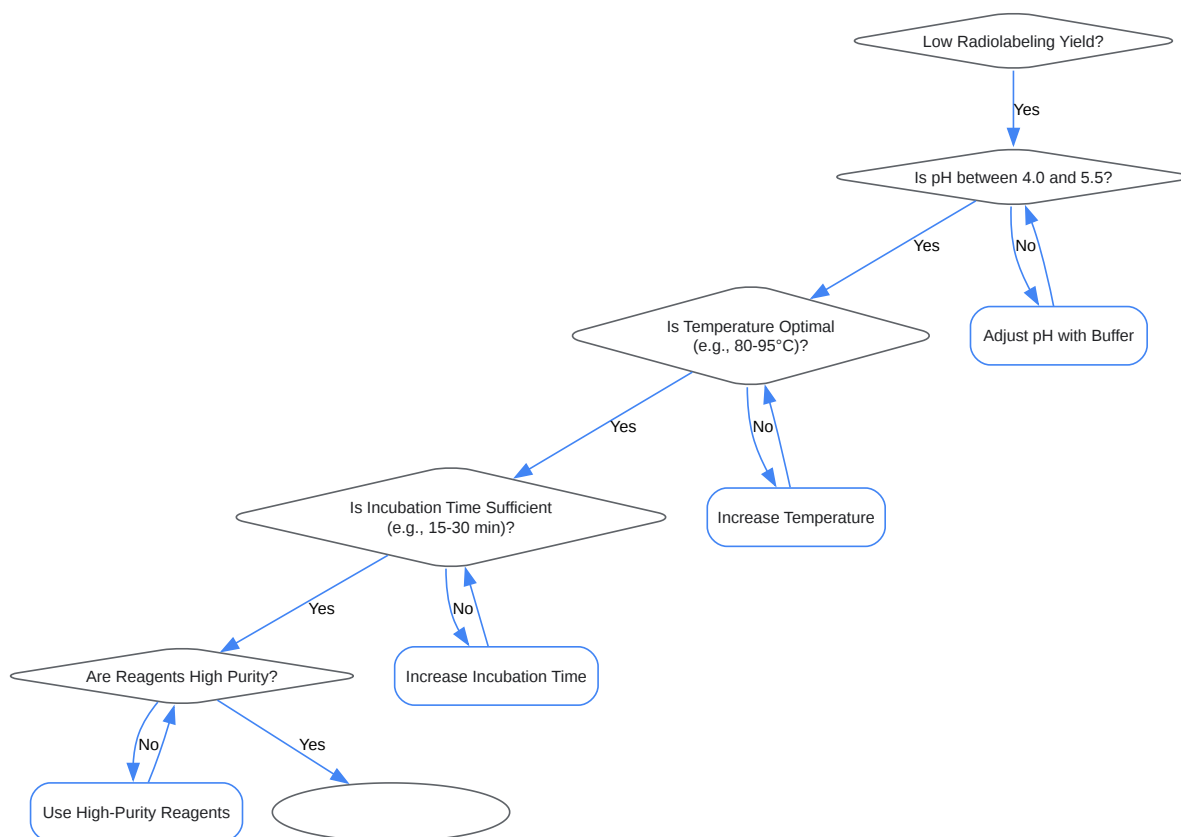 Low Radiolabeling Yield?
Yes
Is pH between 4.0 and 5.5?
Yes
No
Is Temperature Optimal
(e.g., 80-95°C)?
Adjust pH with Buffer
Yes
No
Is Incubation Time Sufficient
(e.g., 15-30 min)?
Increase Temperature
Yes
No
Are Reagents High Purity?
Increase Incubation Time
No
Yes
Use High-Purity Reagents